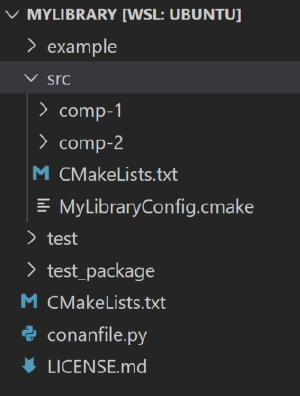 MYLIBRARY [WSL: UBUNTU]
example
src
comp-1
comp-2
CMakeLists.txt
MyLibraryConfig.cmake
test
test_package
CMakeLists.txt
conanfile.py
LICENSE.md